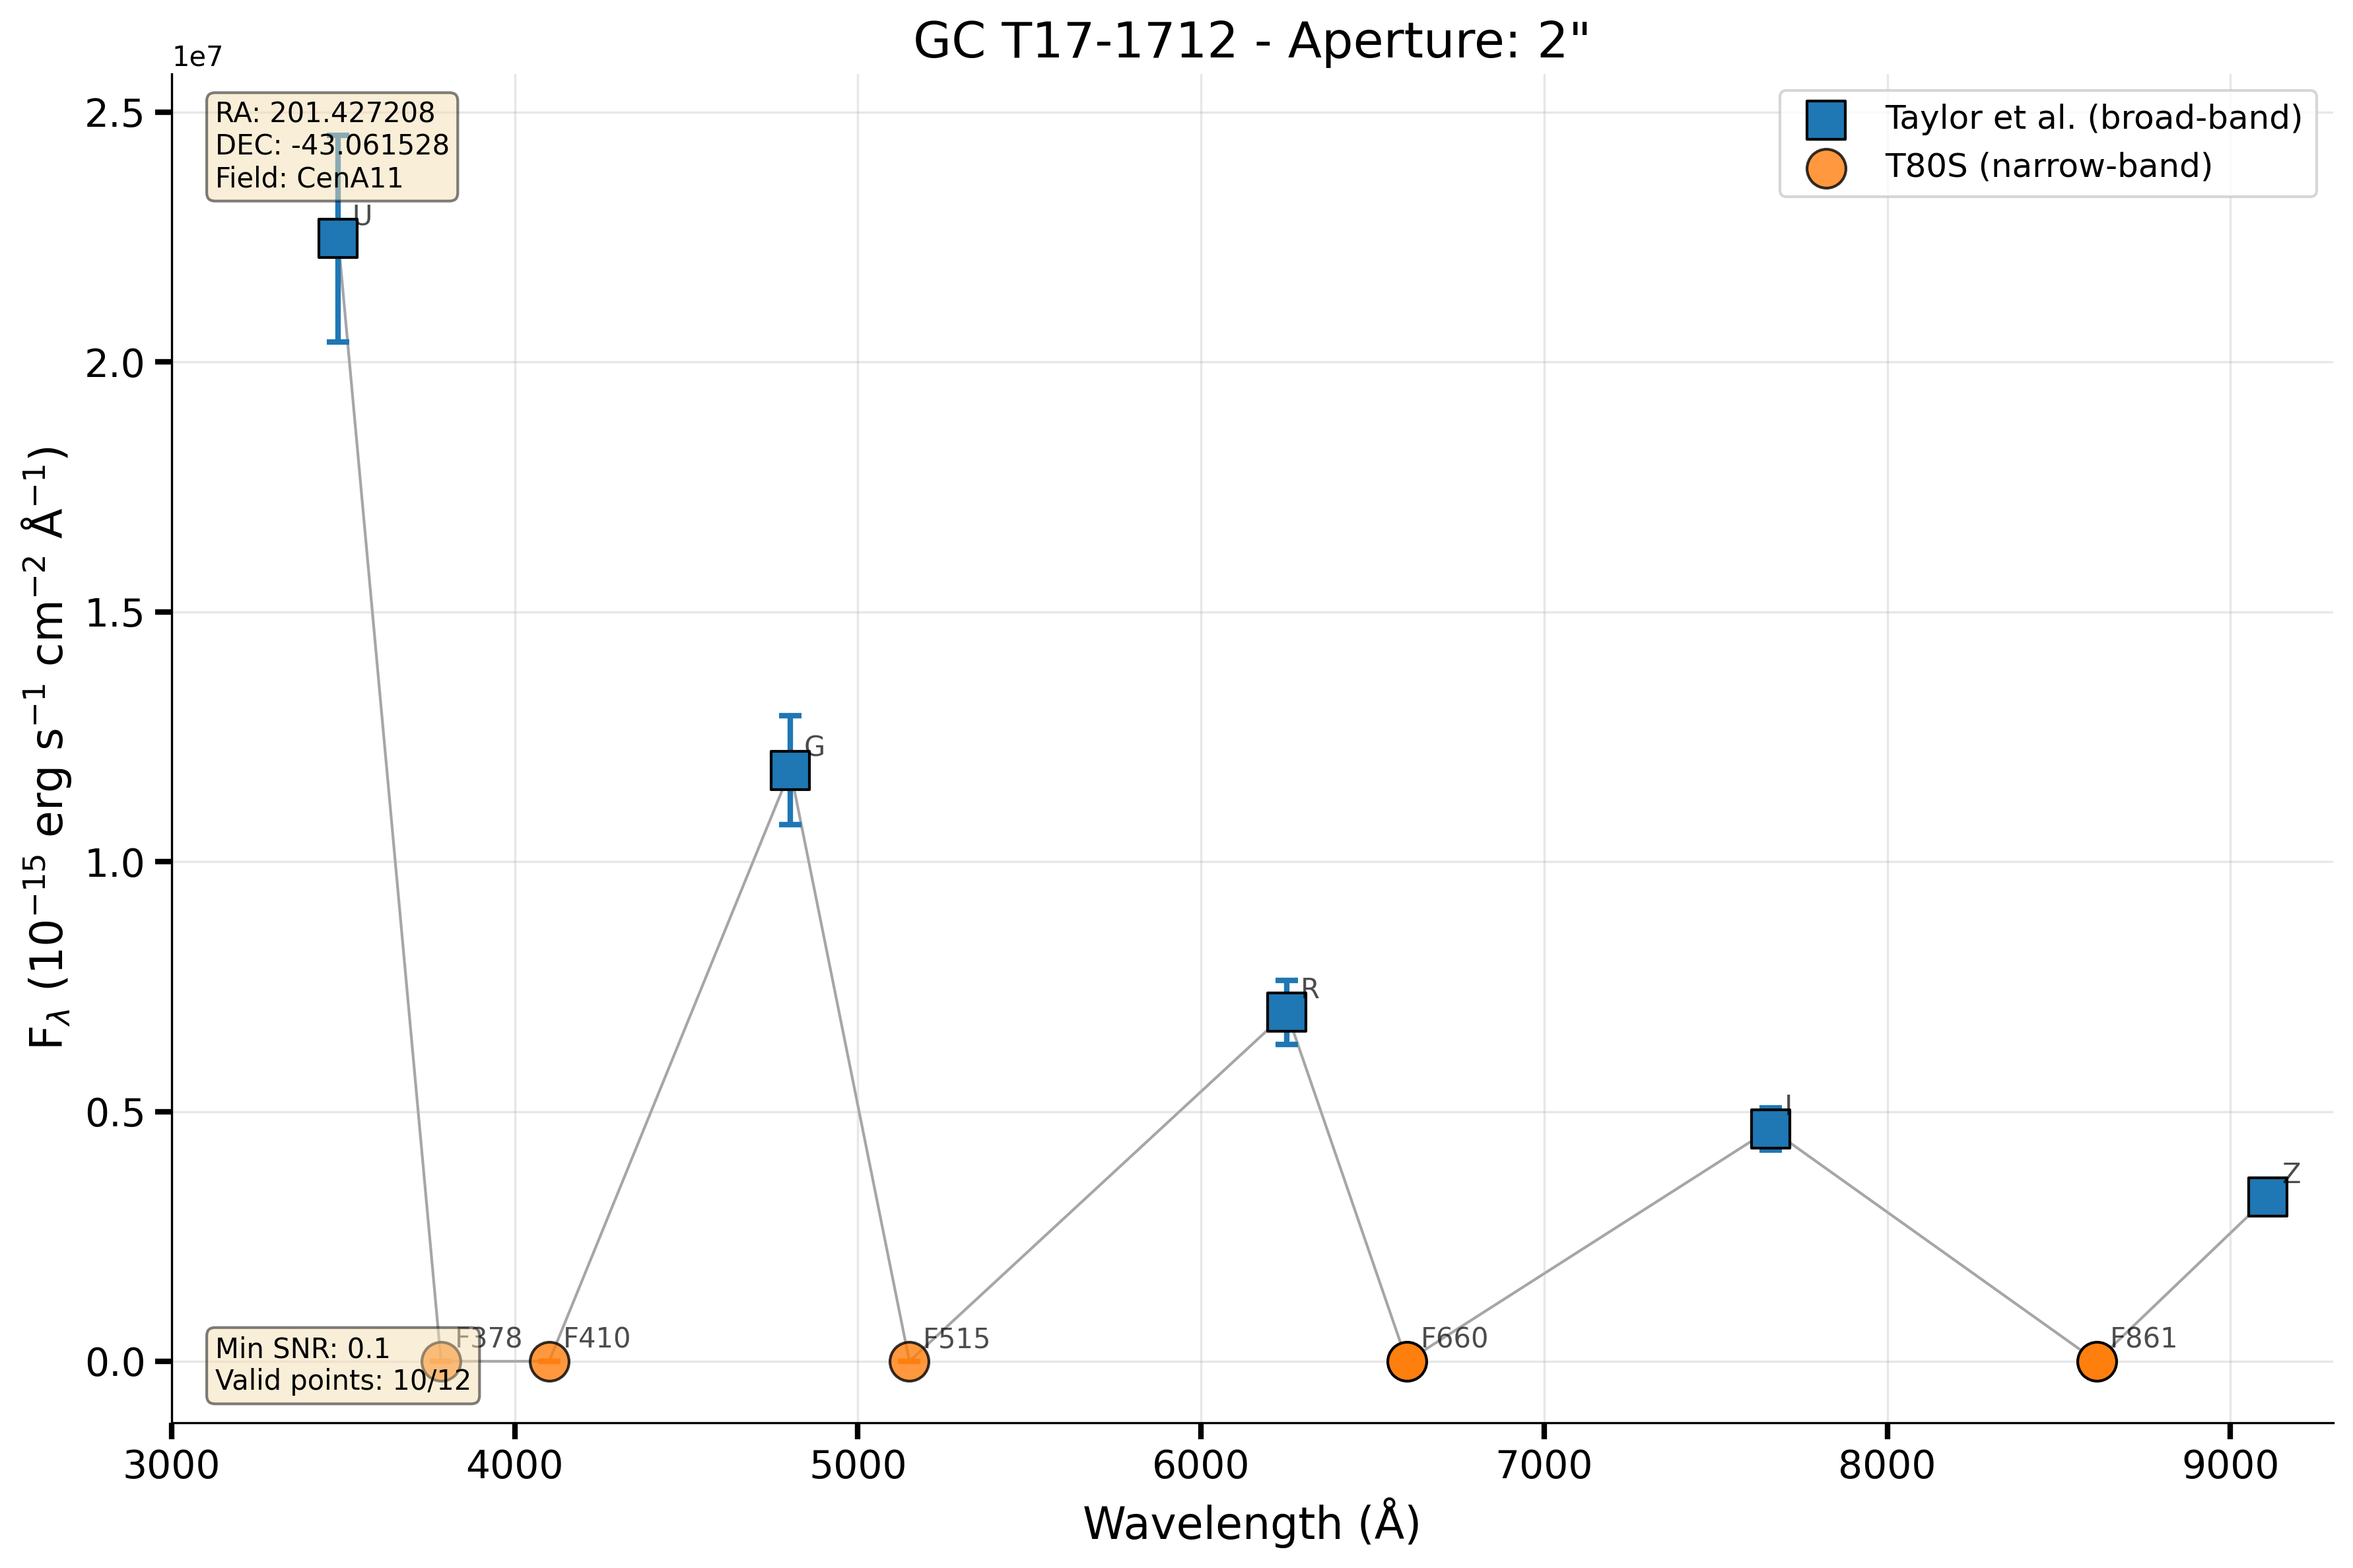 GC T17-1712 - Aperture: 2"
1e7
RA: 201.427208
DEC: -43.061528
Field: CenA11
Taylor et al. (broad-band)
T80S (narrow-band)
2.5
2.0
1.5
1.0
0.5
0.0
F_λ (10⁻¹⁵ erg s⁻¹ cm⁻² Å⁻¹)
U
G
R
I
Z
F378
F410
F515
F660
F861
Min SNR: 0.1
Valid points: 10/12
3000 4000 5000 6000 7000 8000 9000
Wavelength (Å)